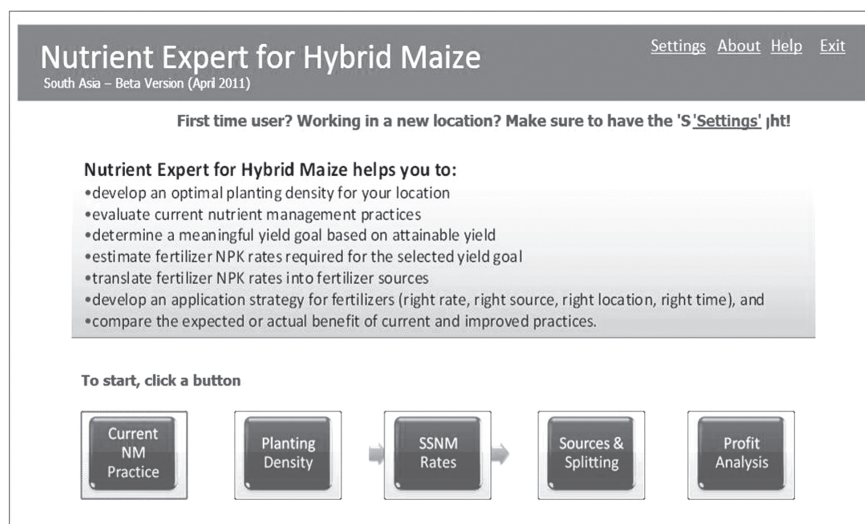 Nutrient Expert for Hybrid Maize
Settings About Help Exit
South Asia – Beta Version (April 2011)
First time user? Working in a new location? Make sure to have the 'S 'Settings' ht!
Nutrient Expert for Hybrid Maize helps you to:
•develop an optimal planting density for your location
•evaluate current nutrient management practices
•determine a meaningful yield goal based on attainable yield
•estimate fertilizer NPK rates required for the selected yield goal
•translate fertilizer NPK rates into fertilizer sources
•develop an application strategy for fertilizers (right rate, right source, right location, right time), and
•compare the expected or actual benefit of current and improved practices.
To start, click a button
Current
NM
Practice
Planting
Density
SSNM
Rates
Sources &
Splitting
Profit
Analysis